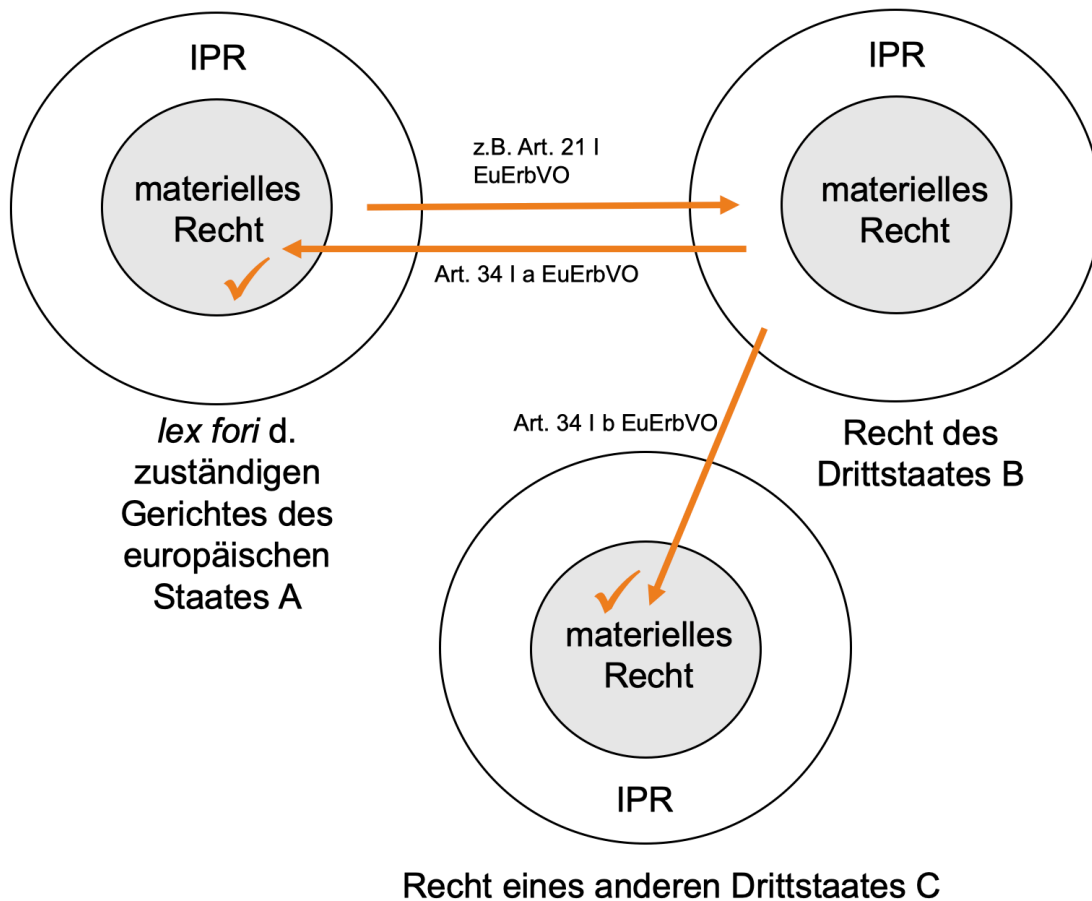 IPR
materielles
Recht
z.B. Art. 21 I
EuErbVO
Art. 34 I a EuErbVO
IPR
materielles
Recht
lex fori d.
zuständigen
Gerichtes des
europäischen
Staates A
Art. 34 I b EuErbVO
Recht des
Drittstaates B
materielles
Recht
IPR
Recht eines anderen Drittstaates C